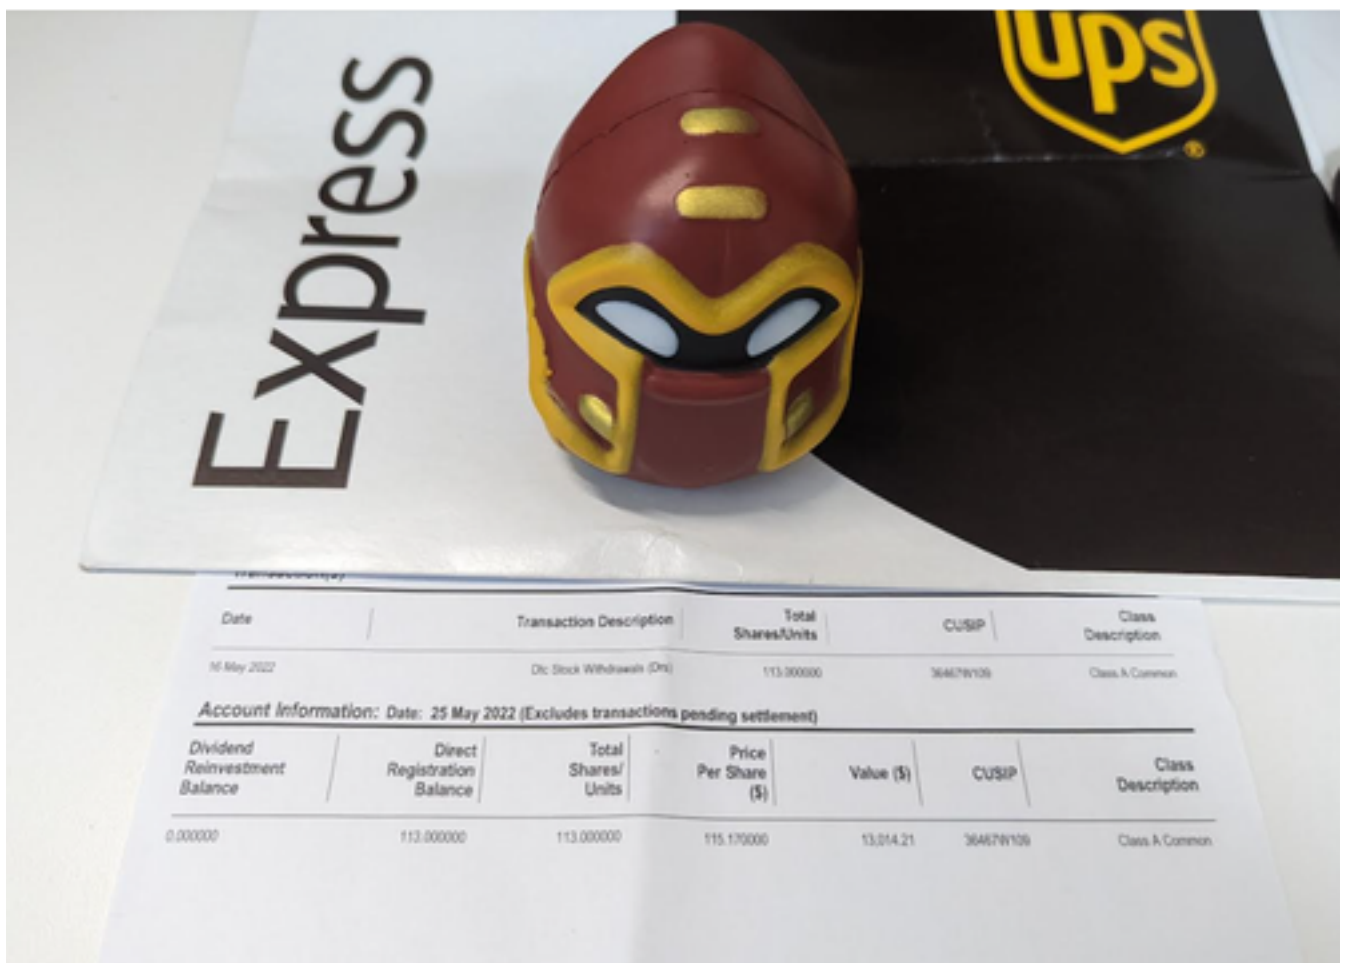 Express
ups
®
Transaction(s)
Date Transaction Description Total Shares/Units CUSIP Class Description
16 May 2022 Dtc Stock Withdrawals (Drs) 113.000000 36467W109 Class A Common
Account Information: Date: 25 May 2022 (Excludes transactions pending settlement)
Dividend Reinvestment Balance Direct Registration Balance Total Shares/ Units Price Per Share ($) Value ($) CUSIP Class Description
0.000000 113.000000 113.000000 115.170000 13,014.21 36467W109 Class A Common